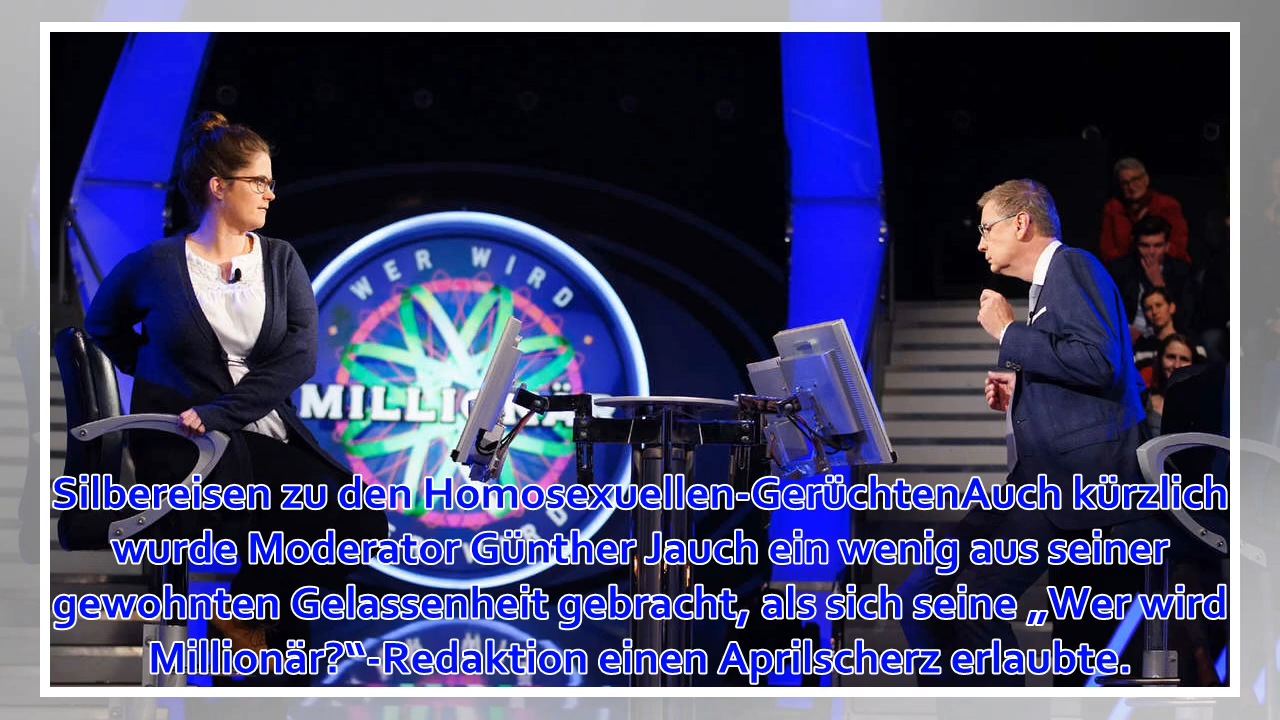 WER WIRD
MILLIONÄ
Silbereisen zu den Homosexuellen-GerüchtenAuch kürzlich
wurde Moderator Günther Jauch ein wenig aus seiner
gewohnten Gelassenheit gebracht, als sich seine „Wer wird
Millionär?“-Redaktion einen Aprilscherz erlaubte.